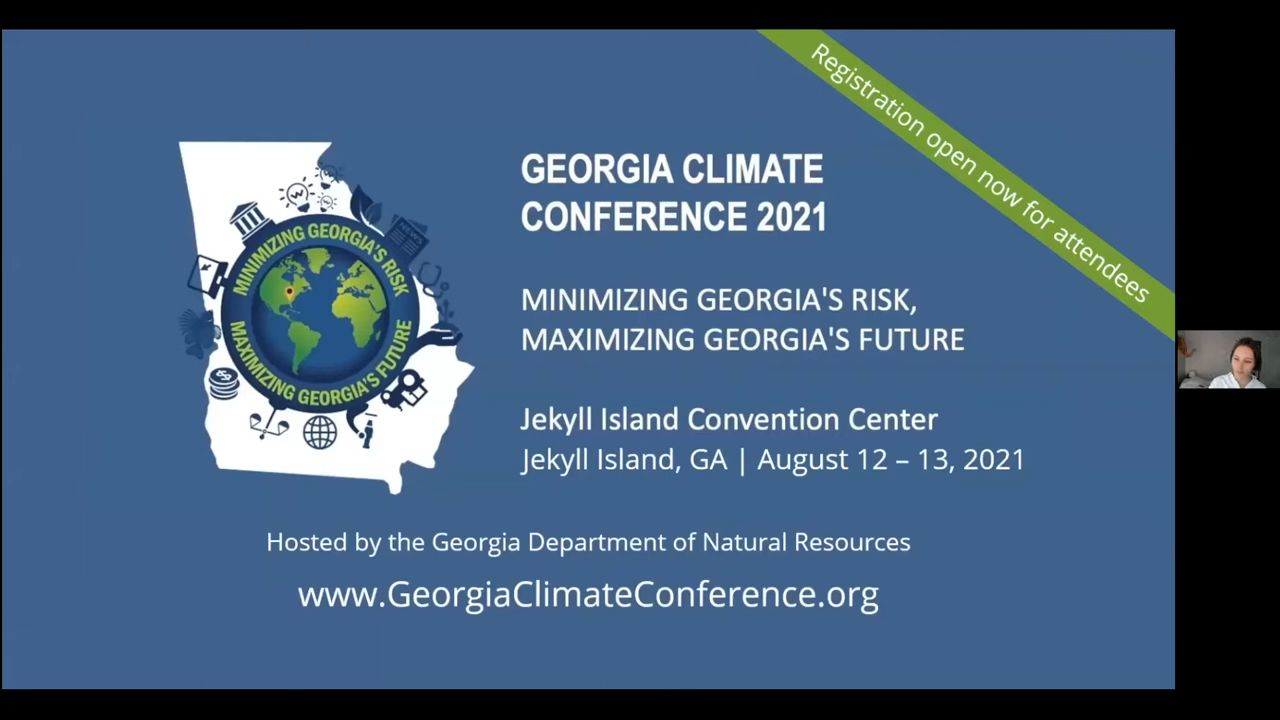 Registration open now for attendees
GEORGIA CLIMATE
CONFERENCE 2021
MINIMIZING GEORGIA'S RISK
MAXIMIZING GEORGIA'S FUTURE
MINIMIZING GEORGIA'S RISK,
MAXIMIZING GEORGIA'S FUTURE
Jekyll Island Convention Center
Jekyll Island, GA | August 12 – 13, 2021
Hosted by the Georgia Department of Natural Resources
www.GeorgiaClimateConference.org